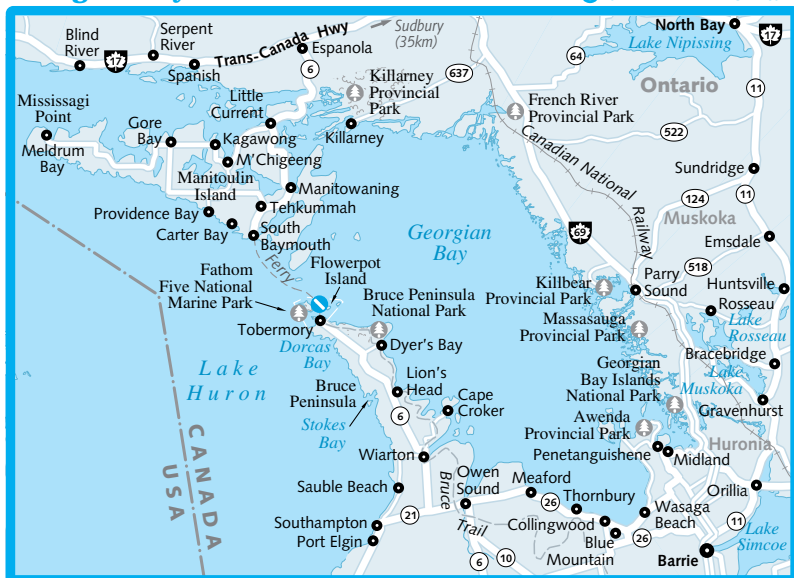 Blind
River
Serpent
River
17
Spanish
Trans-Canada Hwy
Sudbury
(35km)
Espanola
6
637
64
North Bay
Lake Nipissing
17
11
Ontario
Killarney
Provincial
Park
French River
Provincial Park
522
Mississagi
Point
Meldrum
Bay
Gore
Bay
Little
Current
Kagawong
M'Chigeeng
Killarney
Manitoulin
Island
Manitowaning
Providence Bay
Tehkummah
Carter Bay
South
Baymouth
Canadian National
Railway
Sundridge
124
11
Muskoka
Emsdale
Georgian
Bay
69
Ferry
Fathom
Five National
Marine Park
Flowerpot
Island
Bruce Peninsula
National Park
Killbear
Provincial Park
Parry
Sound
518
Huntsville
Rosseau
Lake
Rosseau
Massasauga
Provincial Park
Tobermory
Dorcas
Bay
Dyer's Bay
Lake
Huron
Bruce
Peninsula
Lion's
Head
Stokes
Bay
6
Cape
Croker
Georgian
Bay Islands
National Park
Bracebridge
Lake
Muskoka
Gravenhurst
Awenda
Provincial Park
Huronia
Penetanguishene
Midland
CANADA
USA
Wiarton
Bruce
Trail
Owen
Sound
Meaford
Sauble Beach
26
Thornbury
Orillia
Wasaga
Beach
Southampton
21
Port Elgin
Collingwood
Blue
Mountain
26
11
Lake
Simcoe
Barrie
6
10